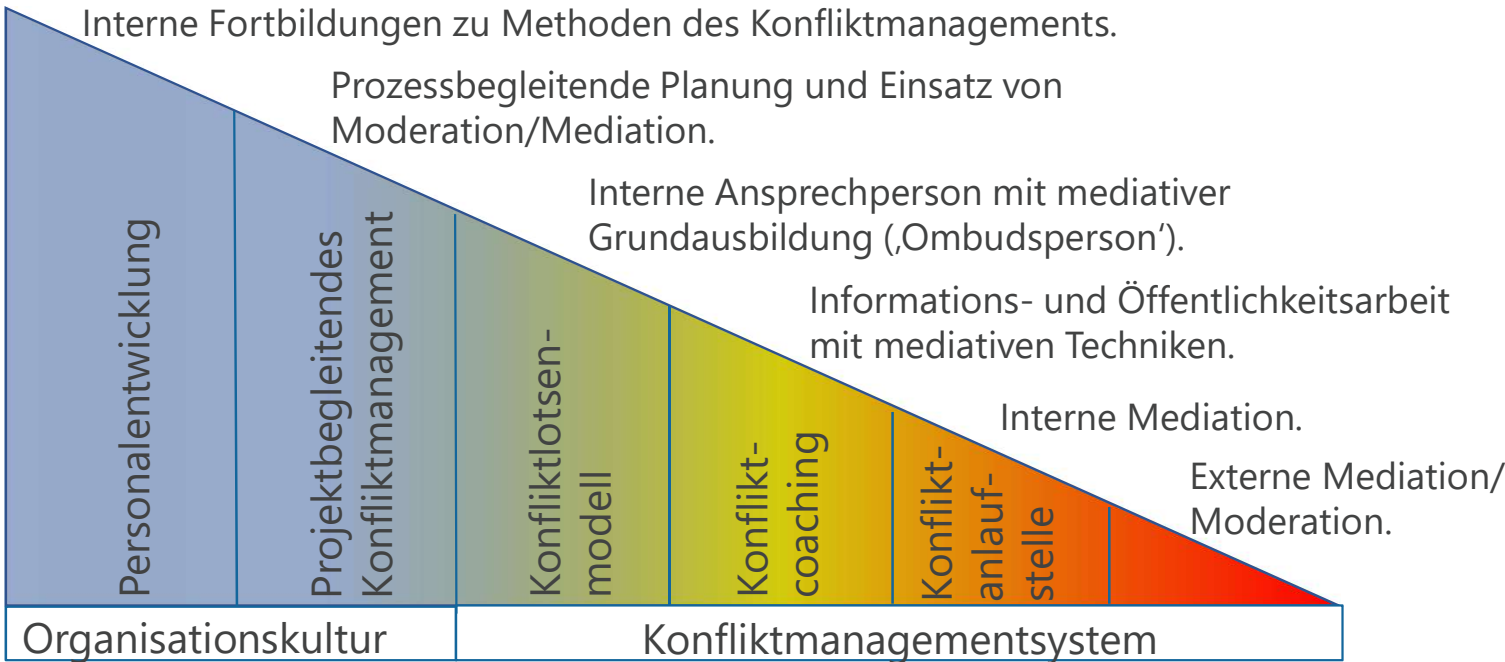 Interne Fortbildungen zu Methoden des Konfliktmanagements.
Prozessbegleitende Planung und Einsatz von
Moderation/Mediation.
Interne Ansprechperson mit mediativer
Grundausbildung (‚Ombudsperson‘).
Informations- und Öffentlichkeitsarbeit
mit mediativen Techniken.
Interne Mediation.
Externe Mediation/
Moderation.
Personalentwicklung
Projektbegleitendes
Konfliktmanagement
Konfliktlotsen-
modell
Konflikt-
coaching
Konflikt-
anlauf-
stelle
Organisationskultur
Konfliktmanagementsystem